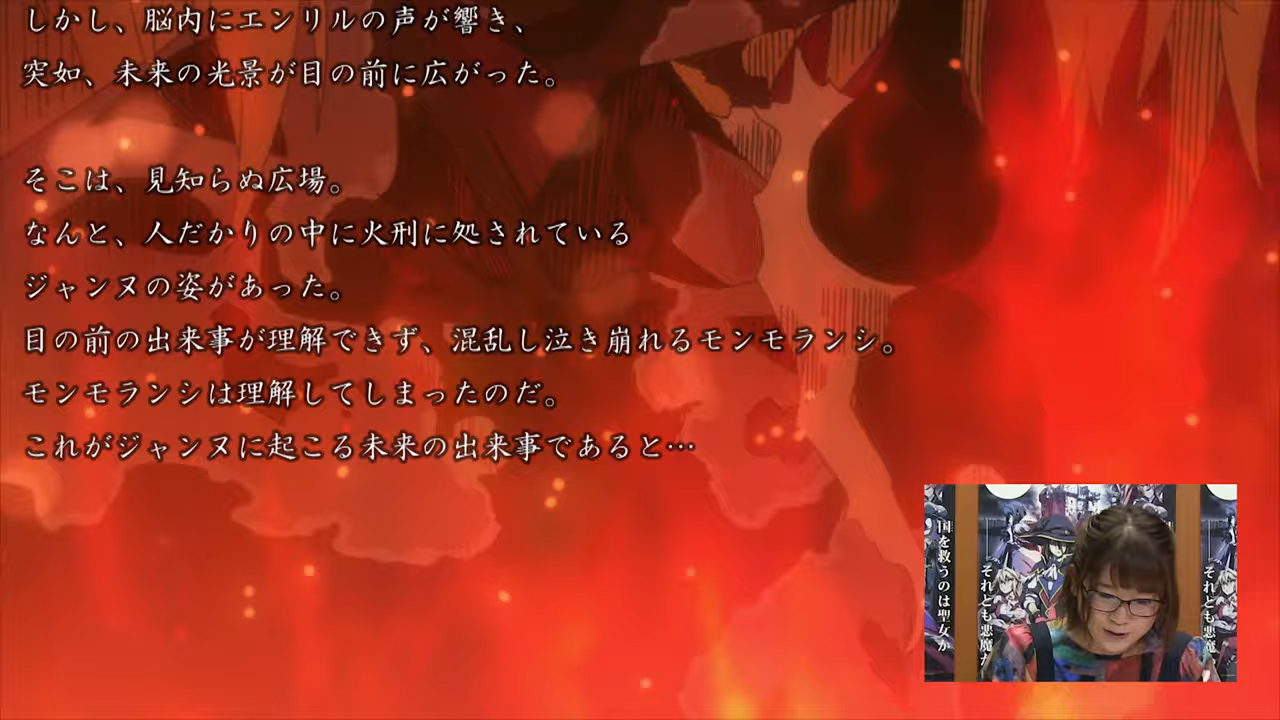 しかし、脳内にエンリルの声が響き、
突如、未来の光景が目の前に広がった。
そこは、見知らぬ広場。
なんと、人だかりの中に火刑に処されている
ジャンヌの姿があった。
目の前の出来事が理解できず、混乱し泣き崩れるモンモランシ。
モンモランシは理解してしまったのだ。
これがジャンヌに起こる未来の出来事であると…
国を救うのは聖女か
それとも悪魔か
それとも悪魔